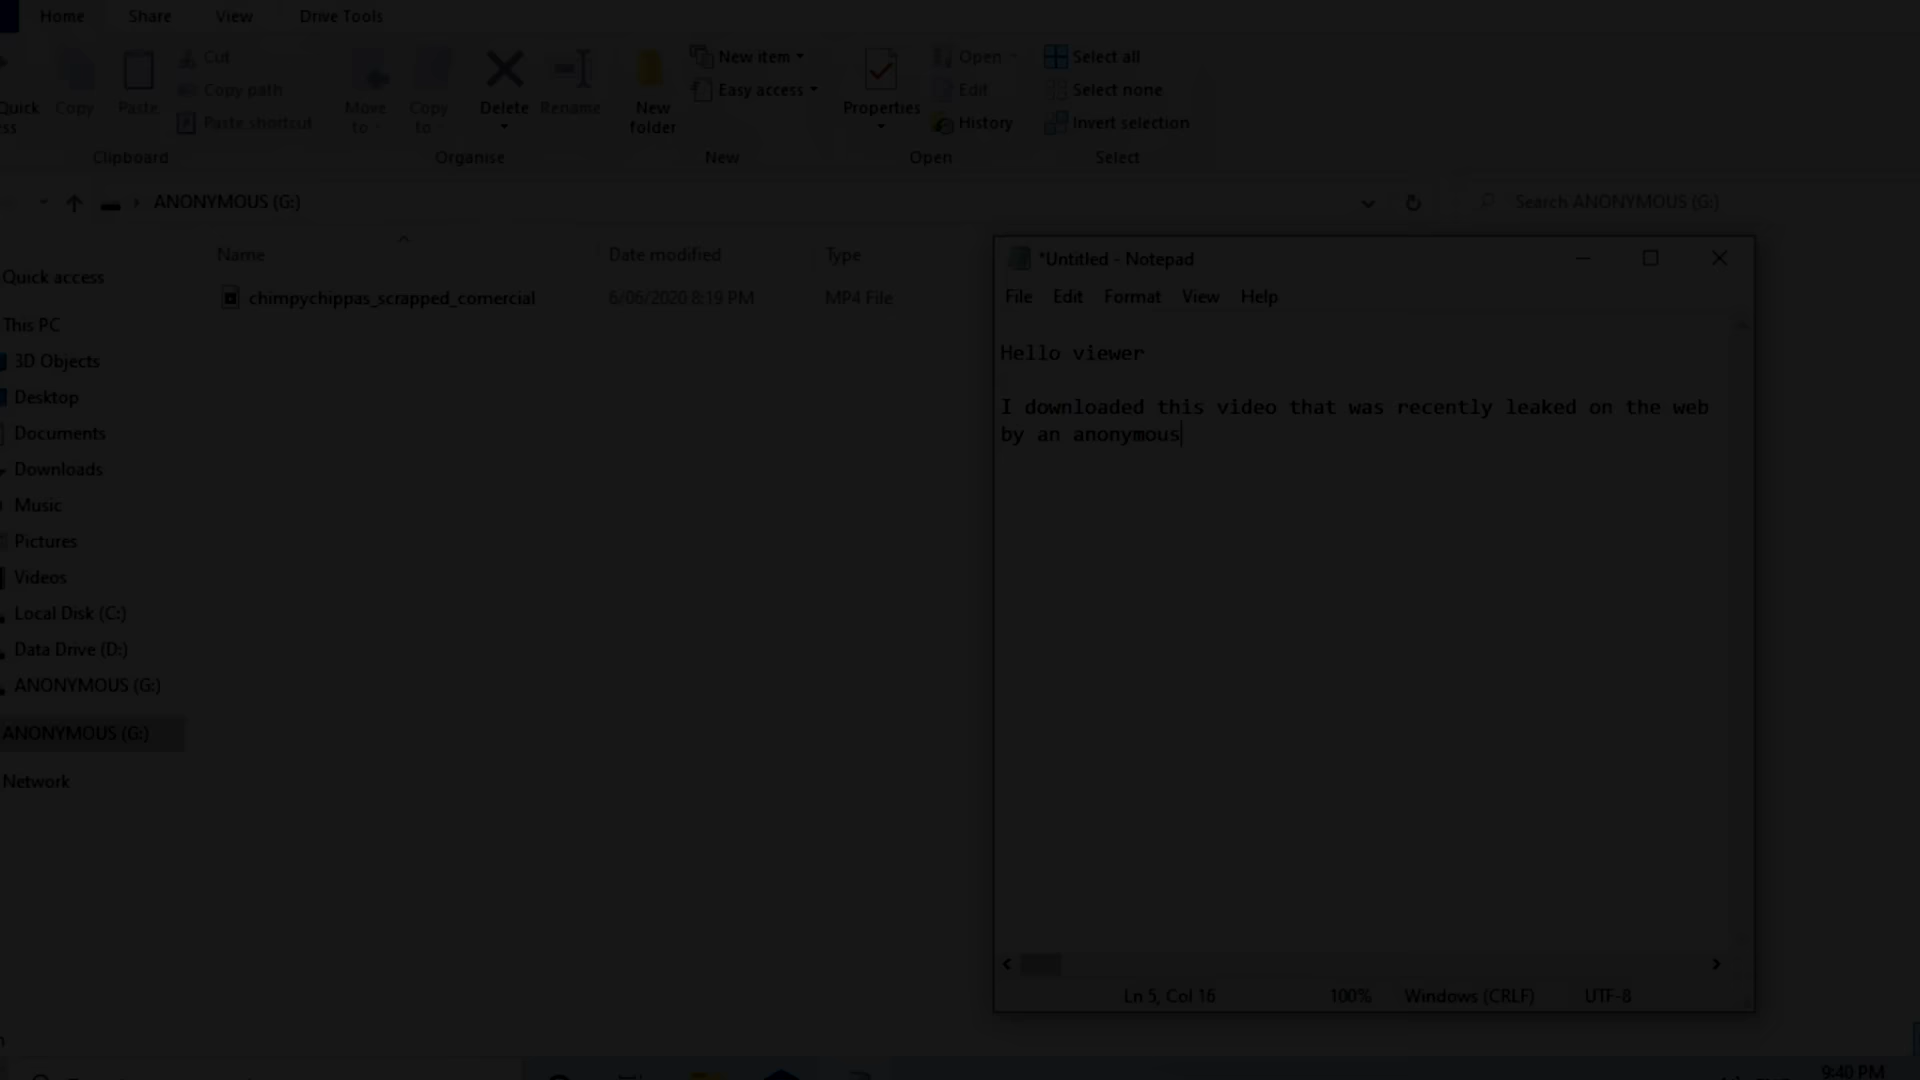 Home Share View Drive Tools
Cut
New item
Open
Select all
Copy path
Easy access
Edit
Select none
Quick Copy Paste
Move Copy Delete Rename New Properties
ss
Paste shortcut
to to folder
History
Invert selection
Clipboard Organise New Open Select
ANONYMOUS (G:)
Search ANONYMOUS (G:)
Name Date modified Type
chimpychippas_scrapped_comercial 6/06/2020 8:19 PM MP4 File
Quick access
This PC
3D Objects
Desktop
Documents
Downloads
Music
Pictures
Videos
Local Disk (C:)
Data Drive (D:)
ANONYMOUS (G:)
ANONYMOUS (G:)
Network
*Untitled - Notepad
File Edit Format View Help
Hello viewer
I downloaded this video that was recently leaked on the web
by an anonymous
Ln 5, Col 16 100% Windows (CRLF) UTF-8
9:40 PM